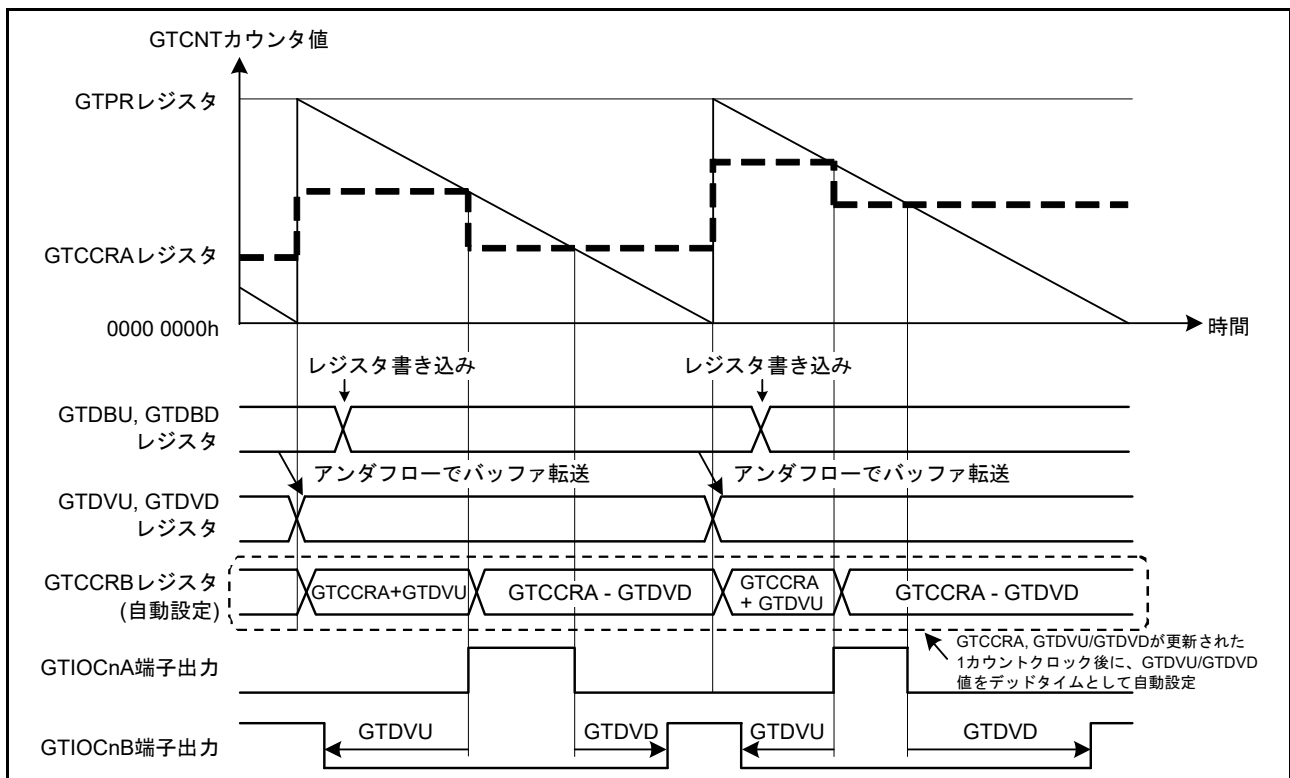 GTCNTカウンタ値
GTPRレジスタ
GTCCRAレジスタ
0000 0000h
時間
レジスタ書き込み
レジスタ書き込み
GTDBU, GTDBD
レジスタ
アンダフローでバッファ転送
アンダフローでバッファ転送
GTDVU, GTDVD
レジスタ
GTCCRBレジスタ
(自動設定)
GTCCRA+GTDVU
GTCCRA - GTDVD
GTCCRA
+ GTDVU
GTCCRA - GTDVD
GTCCRA, GTDVU/GTDVDが更新された
1カウントクロック後に、GTDVU/GTDVD
値をデッドタイムとして自動設定
GTIOCnA端子出力
GTIOCnB端子出力
GTDVU
GTDVD
GTDVU
GTDVD